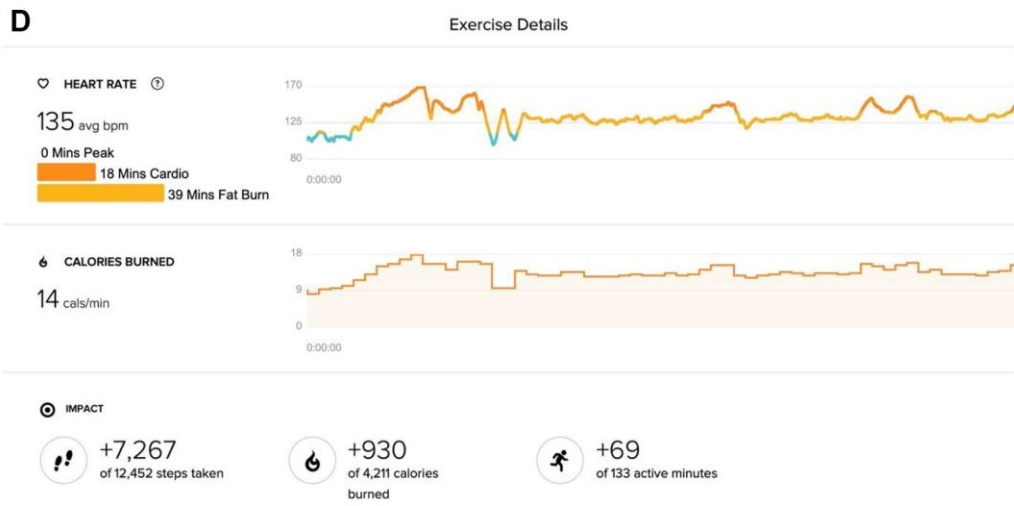 D
Exercise Details
HEART RATE ?
135 avg bpm
0 Mins Peak
18 Mins Cardio
39 Mins Fat Burn
170
125
80
0:00:00
CALORIES BURNED
14 cals/min
18
9
0
0:00:00
IMPACT
+7,267
of 12,452 steps taken
+930
of 4,211 calories
burned
+69
of 133 active minutes